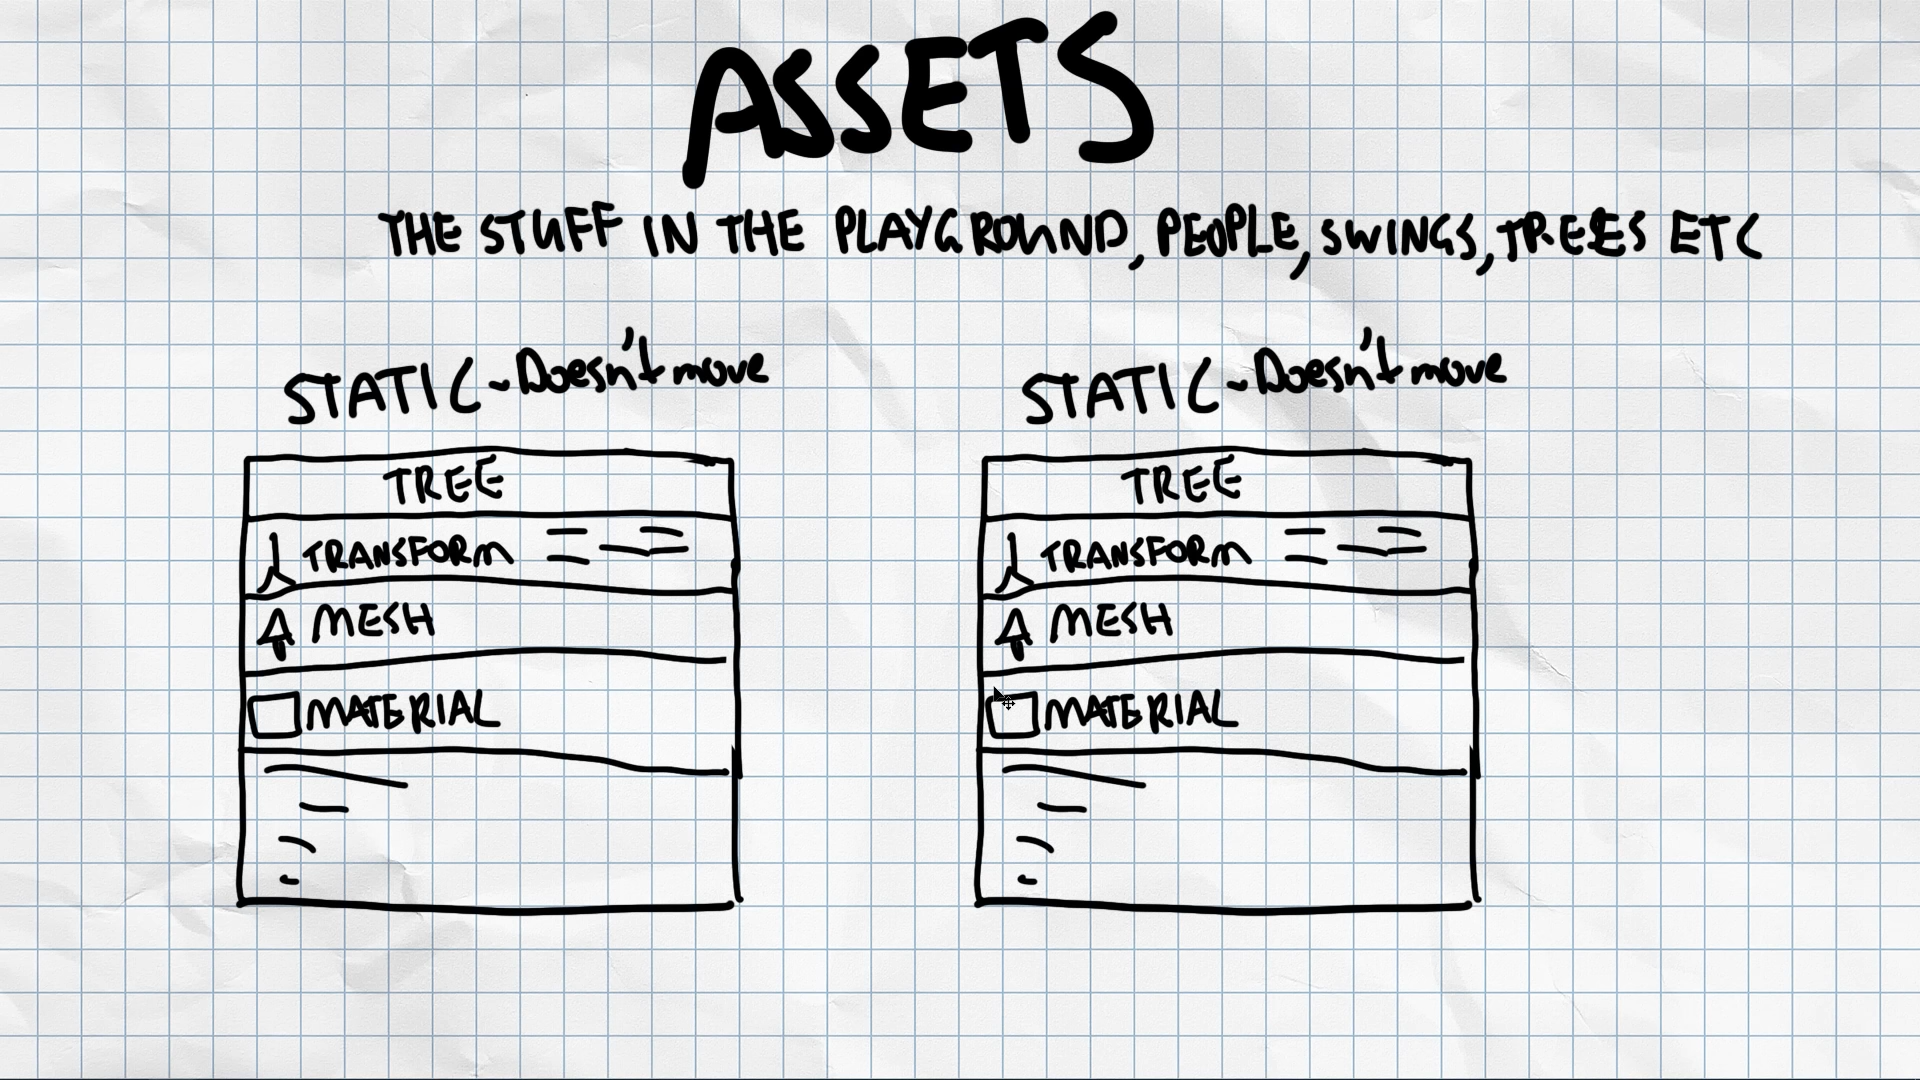 ASSETS
THE STUFF IN THE PLAYGROUND, PEOPLE, SWINGS, TREES ETC
STATIC - Doesn't move
TREE
TRANSFORM
MESH
MATERIAL
STATIC - Doesn't move
TREE
TRANSFORM
MESH
MATERIAL